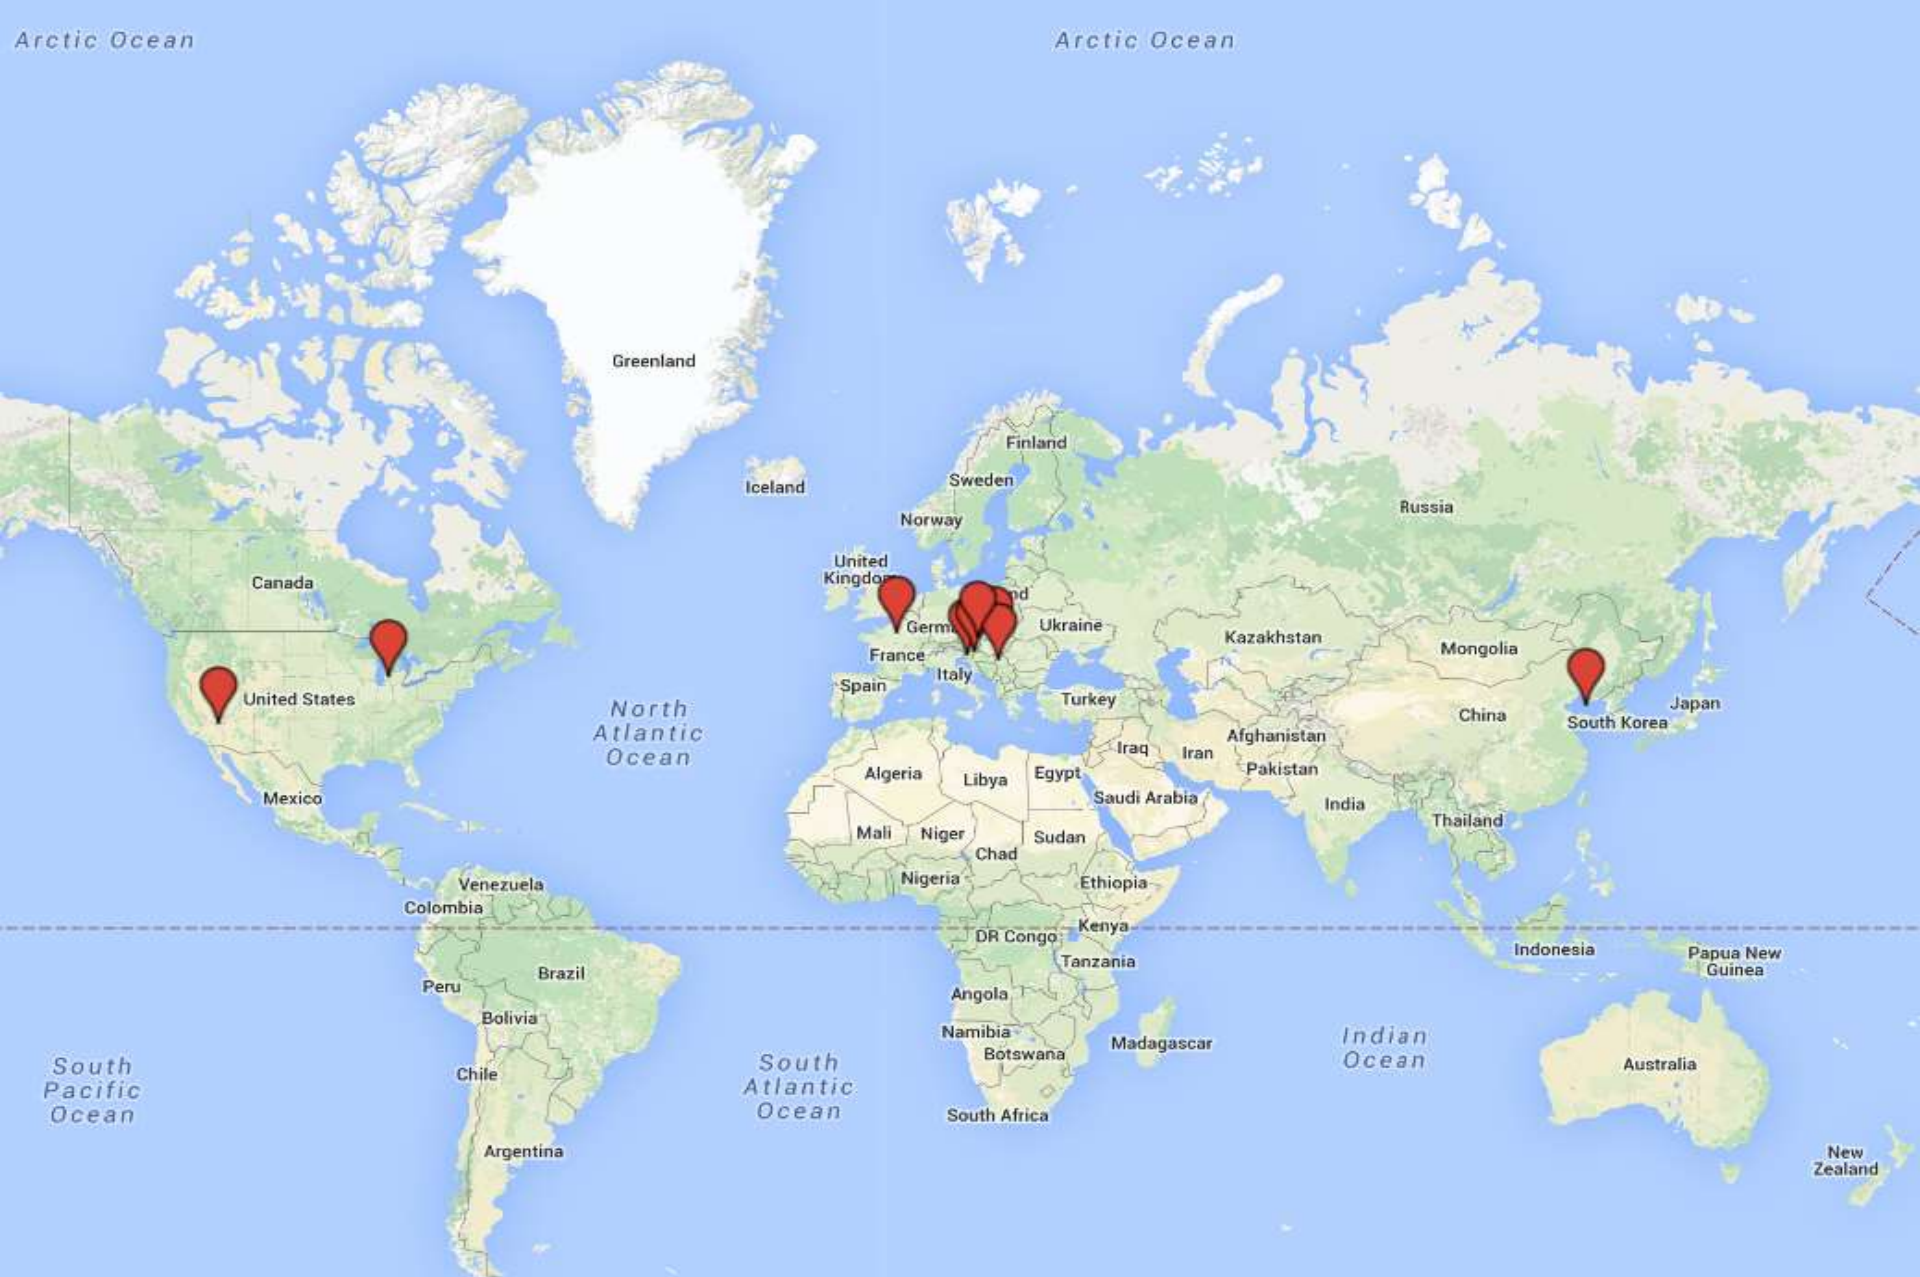 Arctic Ocean
Arctic Ocean
Greenland
Finland
Iceland
Sweden
Norway
Russia
United
Kingdom
Canada
Ukraine
Kazakhstan
Mongolia
France
Italy
Spain
United States
Turkey
Japan
China
South Korea
North
Atlantic
Ocean
Afghanistan
Iraq
Iran
Pakistan
Algeria
Libya
Egypt
Saudi Arabia
India
Thailand
Mexico
Mali
Niger
Sudan
Chad
Nigeria
Ethiopia
Venezuela
Colombia
Kenya
DR Congo
Tanzania
Indonesia
Papua New
Guinea
Brazil
Peru
Angola
Bolivia
Namibia
Botswana
Madagascar
Indian
Ocean
South
Pacific
Ocean
Chile
South
Atlantic
Ocean
Australia
South Africa
Argentina
New
Zealand